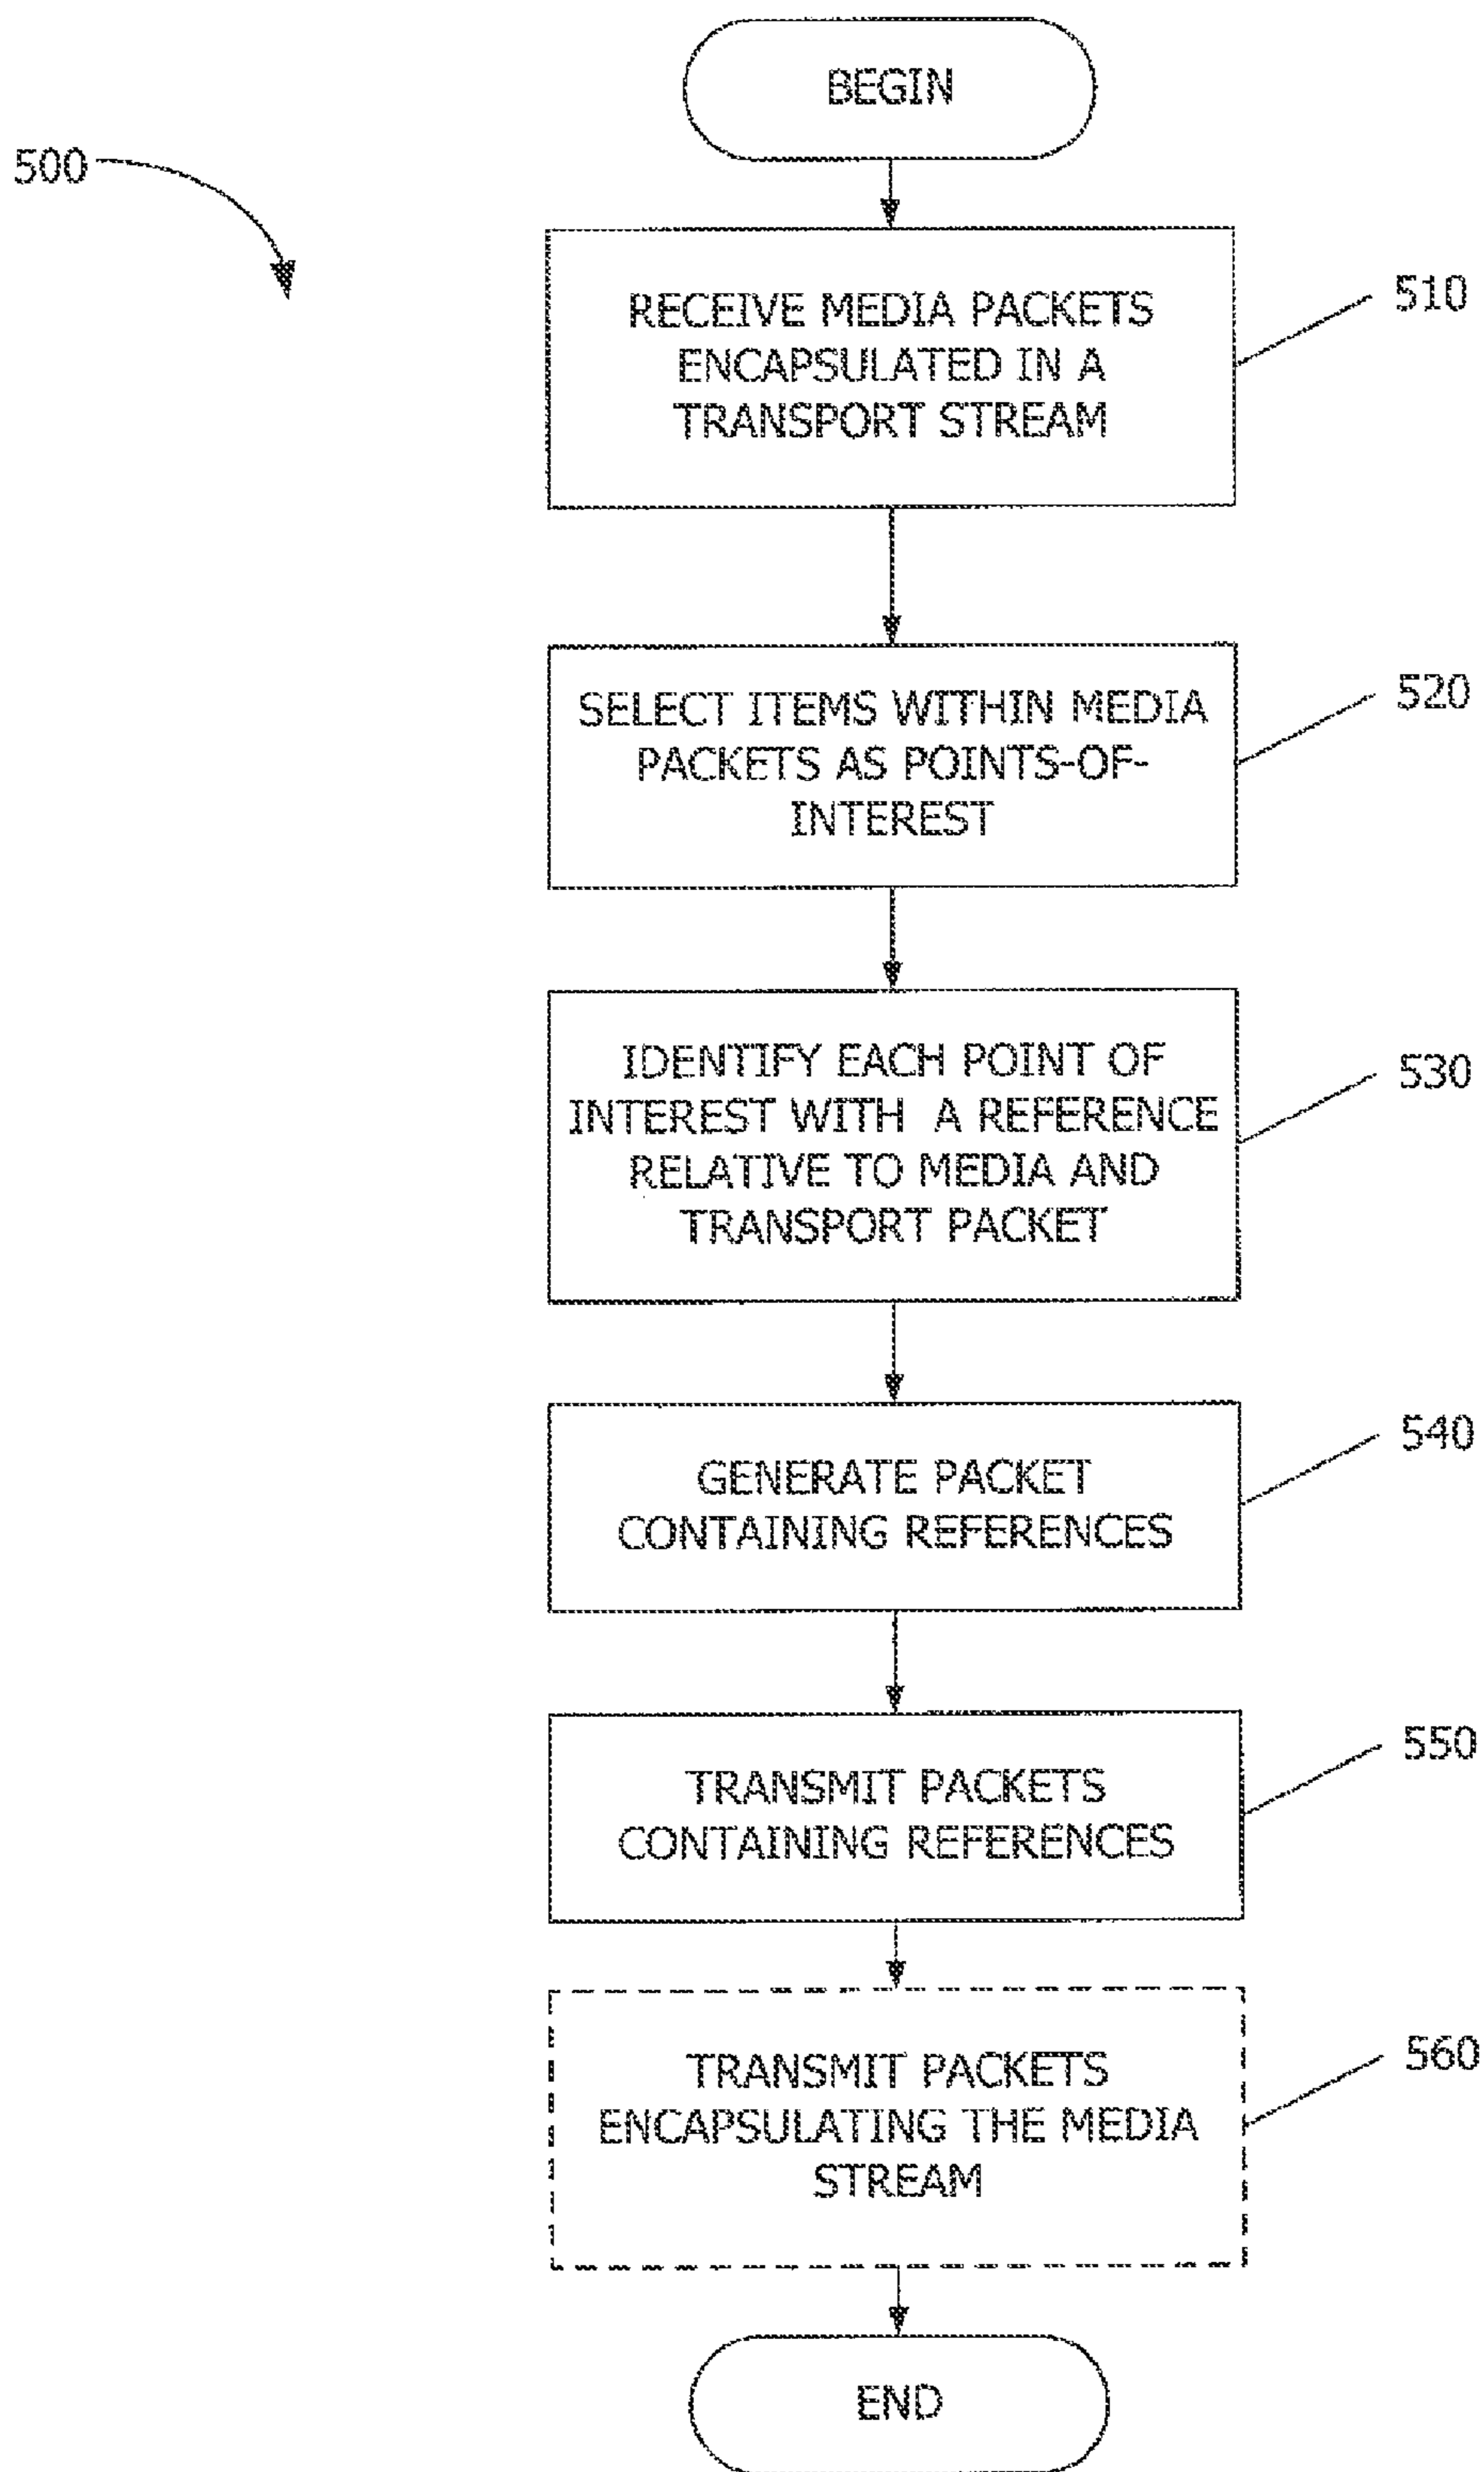 BEGIN
500
RECEIVE MEDIA PACKETS
ENCAPSULATED IN A
TRANSPORT STREAM
510
SELECT ITEMS WITHIN MEDIA
PACKETS AS POINTS-OF-
INTEREST
520
IDENTIFY EACH POINT OF
INTEREST WITH A REFERENCE
RELATIVE TO MEDIA AND
TRANSPORT PACKET
530
GENERATE PACKET
CONTAINING REFERENCES
540
TRANSMIT PACKETS
CONTAINING REFERENCES
550
TRANSMIT PACKETS
ENCAPSULATING THE MEDIA
STREAM
560
END